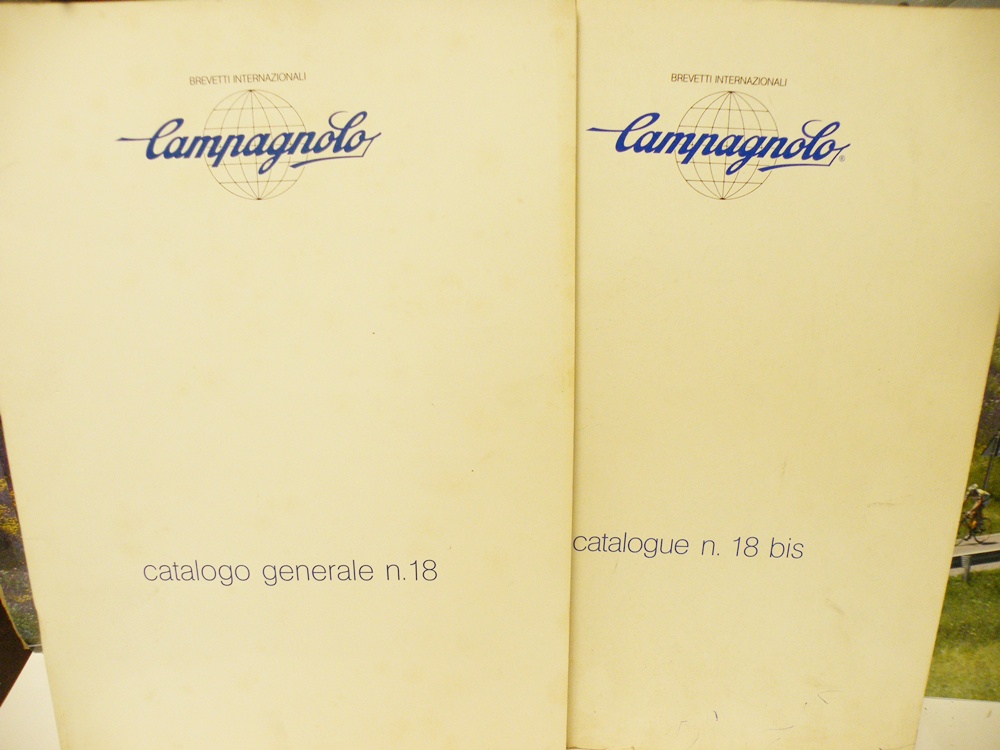 BREVETTI INTERNAZIONALI
Campagnolo
catalogo generale n.18
BREVETTI INTERNAZIONALI
Campagnolo®
catalogue n. 18 bis